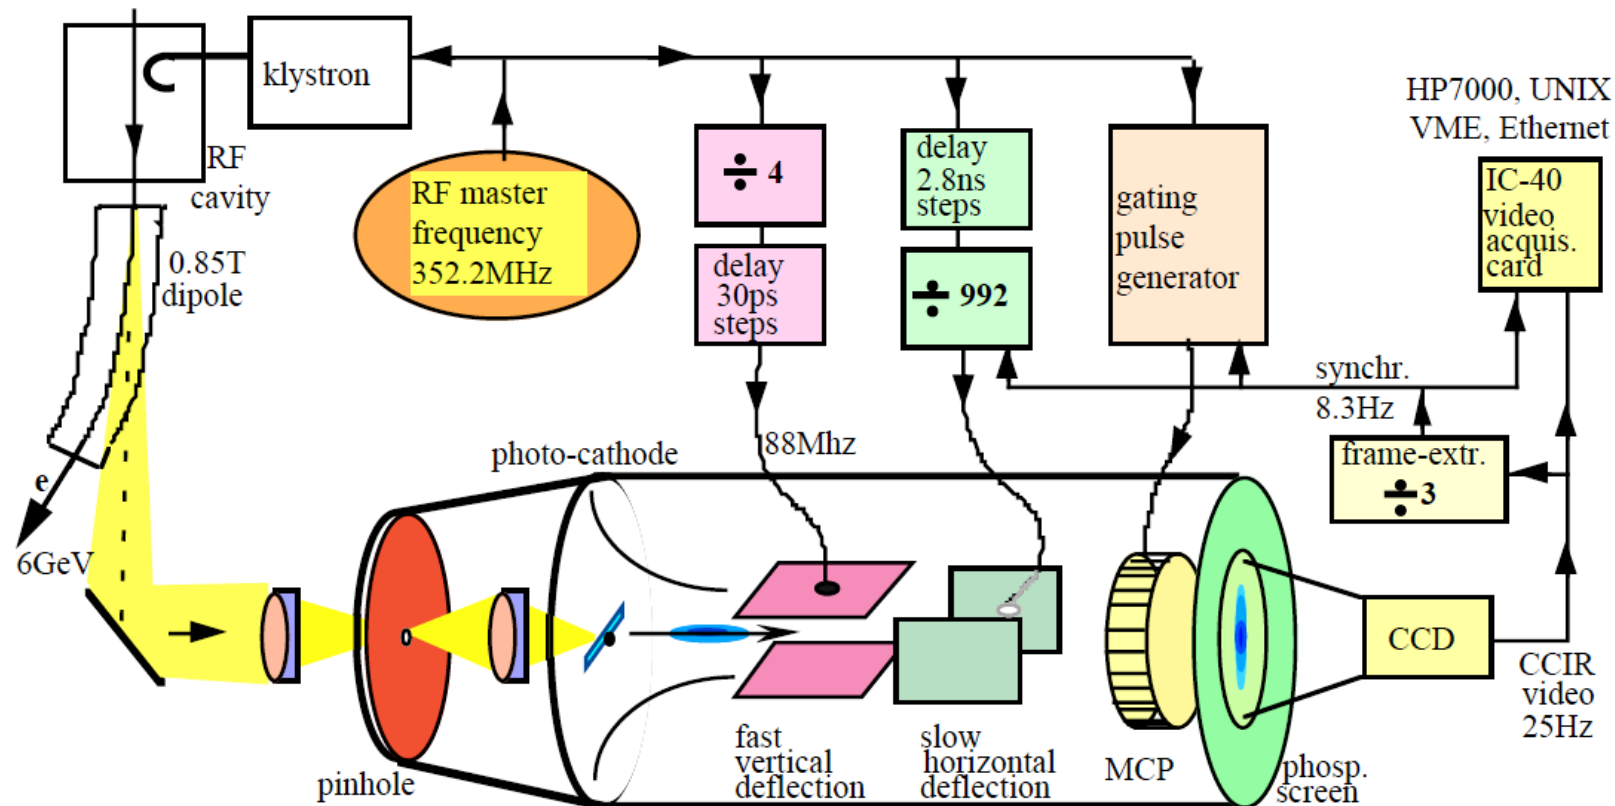 klystron
HP7000, UNIX
VME, Ethernet
RF
cavity
RF master
frequency
352.2MHz
÷ 4
delay
2.8ns
steps
gating
pulse
generator
IC-40
video
acquis.
card
0.85T
dipole
delay
30ps
steps
÷ 992
synchr.
8.3Hz
88Mhz
photo-cathode
frame-extr.
÷3
e
6GeV
CCD
CCIR
video
25Hz
pinhole
fast
vertical
deflection
slow
horizontal
deflection
MCP
phosp.
screen